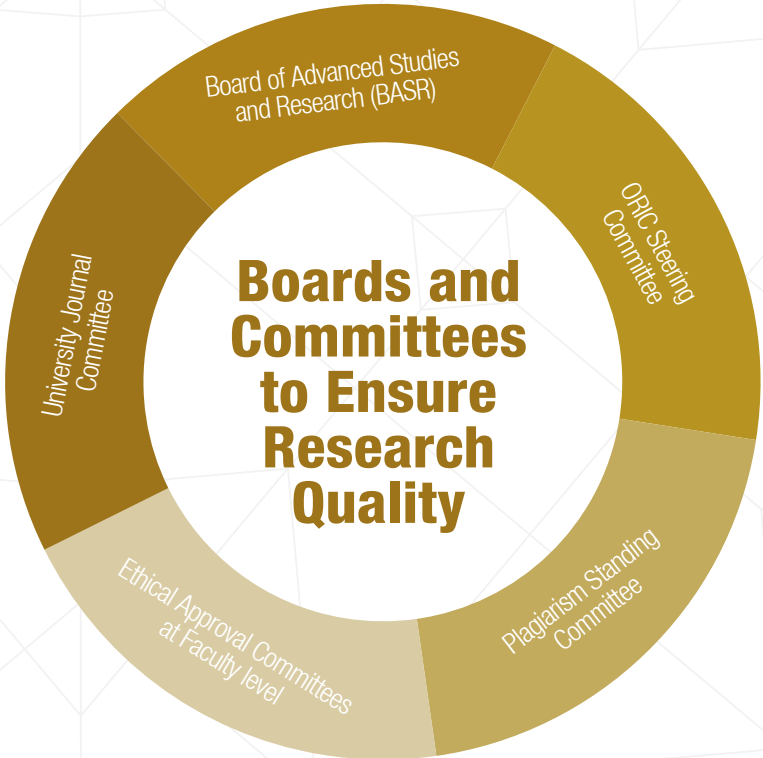 Board of Advanced Studies
and Research (BASR)
ORIC Steering
Committee
Plagiarism Standing
Committee
Ethical Approval Committees
at Faculty level
University Journal
Committee
Boards and
Committees
to Ensure
Research
Quality